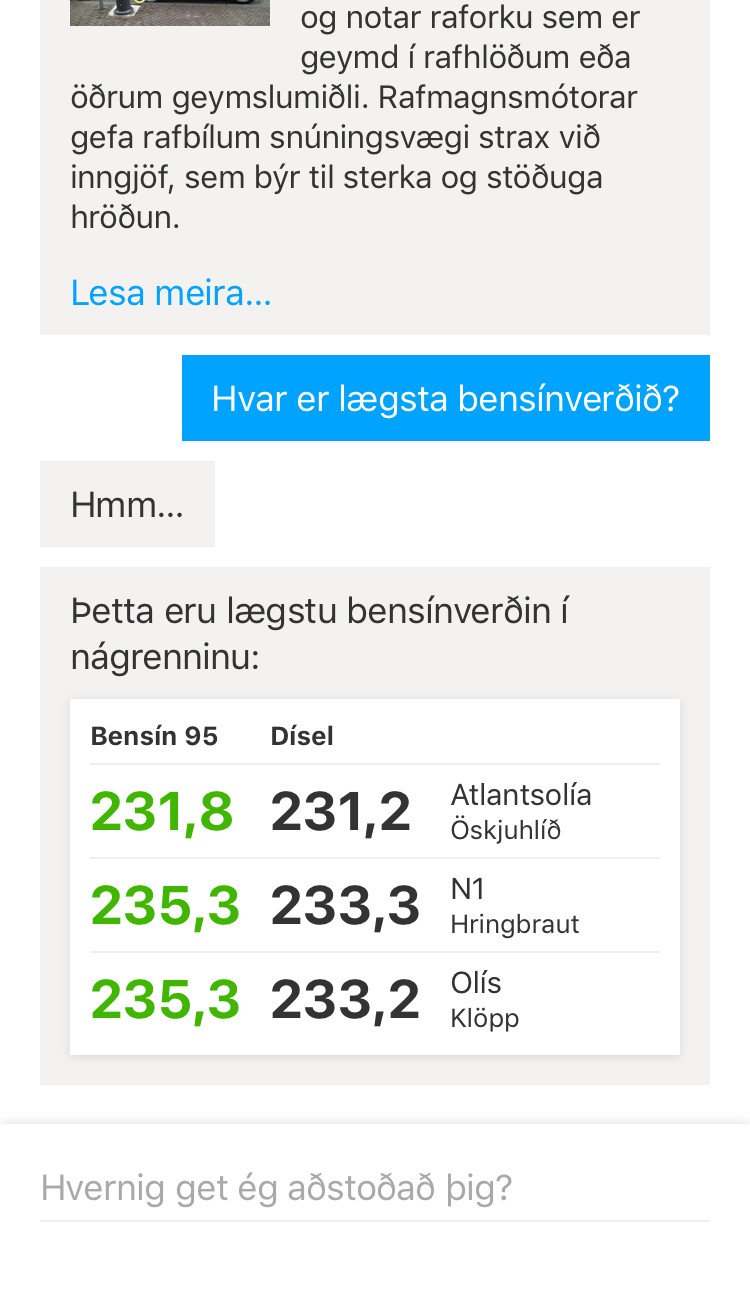 og notar raforku sem er
geymd í rafhlöðum eða
öðrum geymslumiðli. Rafmagnsmótorar
gefa rafbílum snúningsvægi strax við
inngjöf, sem býr til sterka og stöðuga
hröðun.
Lesa meira...
Hvar er lægsta bensínverðið?
Hmm...
Þetta eru lægstu bensínverðin í
nágrenninu:
Bensín 95 Dísel
231,8 231,2 Atlantsolía
Öskjuhlíð
235,3 233,3 N1
Hringbraut
235,3 233,2 Olís
Klöpp
Hvernig get ég aðstoðað þig?